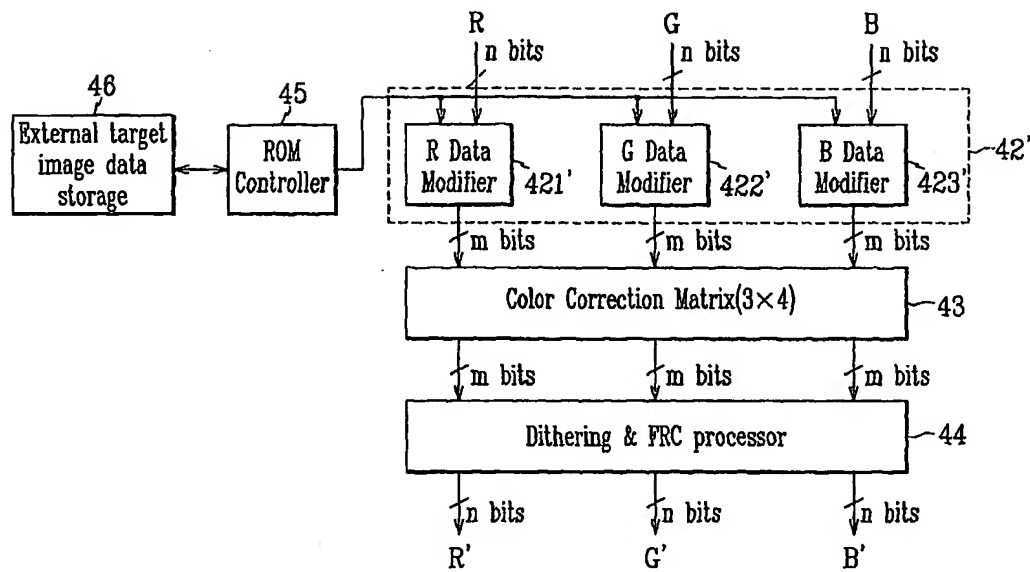 R G B
n bits n bits n bits
46 45
External target
image data
storage
ROM
Controller
R Data
Modifier
421'
G Data
Modifier
422'
B Data
Modifier
423'
42'
m bits m bits m bits
Color Correction Matrix(3×4)
43
m bits m bits m bits
Dithering & FRC processor
44
n bits n bits n bits
R' G' B'